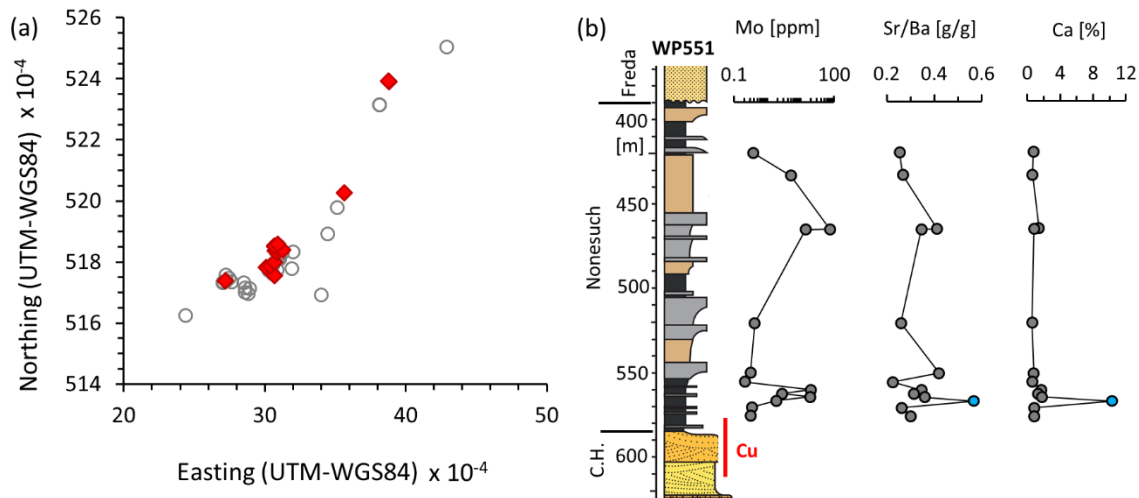 (a)
526
524
522
520
518
516
514
Northing (UTM-WGS84) x 10⁻⁴
20 30 40 50
Easting (UTM-WGS84) x 10⁻⁴
(b)
Mo [ppm] Sr/Ba [g/g] Ca [%]
WP551
0.1 100 0.2 0.4 0.6 0 4 8 12
Freda
400
[m]
450
Nonesuch
500
550
C.H.
600
Cu